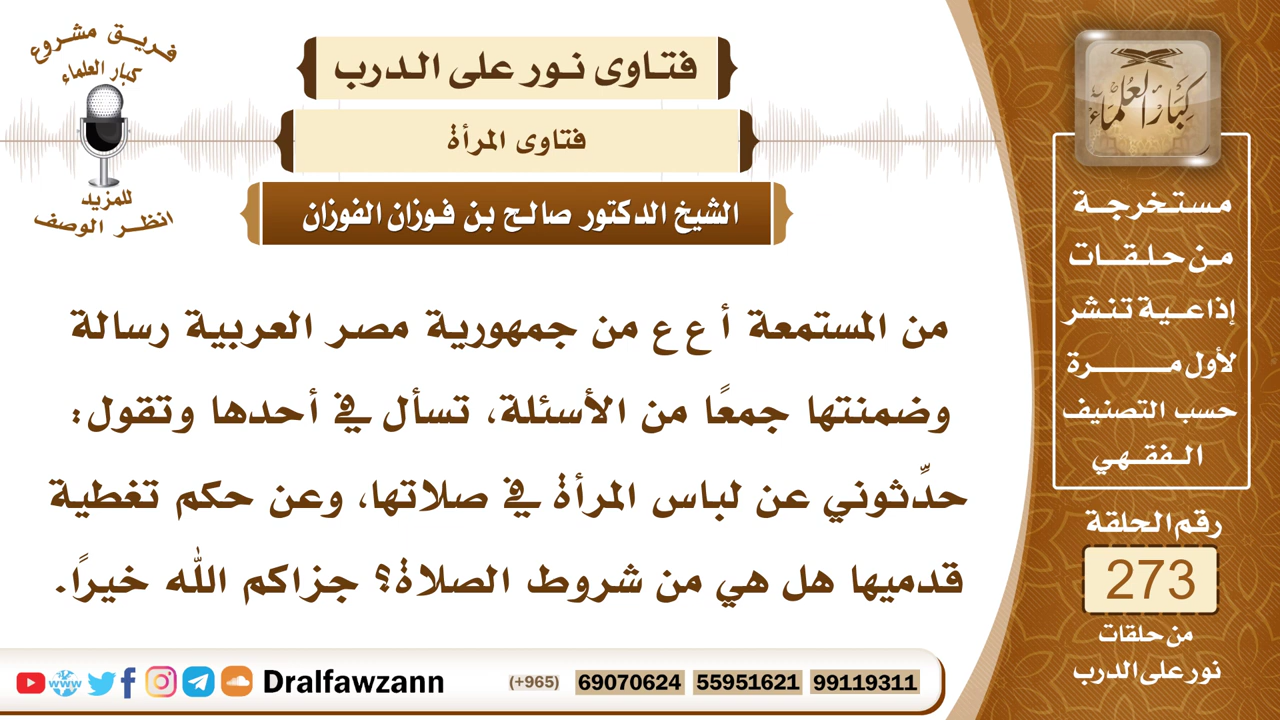 فريق مشروع
كبار العلماء
للمزيد
انظر الوصف
فتاوى نور على الدرب
فتاوى المرأة
الشيخ الدكتور صالح بن فوزان الفوزان
كبار العلماء
مستخرجة
من حلقات
إذاعية تنشر
لأول مرة
حسب التصنيف
الفقهي
رقم الحلقة
273
من حلقات
نور على الدرب
من المستمعة أ ع ع من جمهورية مصر العربية رسالة
وضمنتها جمعًا من الأسئلة، تسأل في أحدها وتقول:
حدِّثوني عن لباس المرأة في صلاتها، وعن حكم تغطية
قدميها هل هي من شروط الصلاة؟ جزاكم الله خيرًا.
www Dralfawzann (+965) 69070624 55951621 99119311